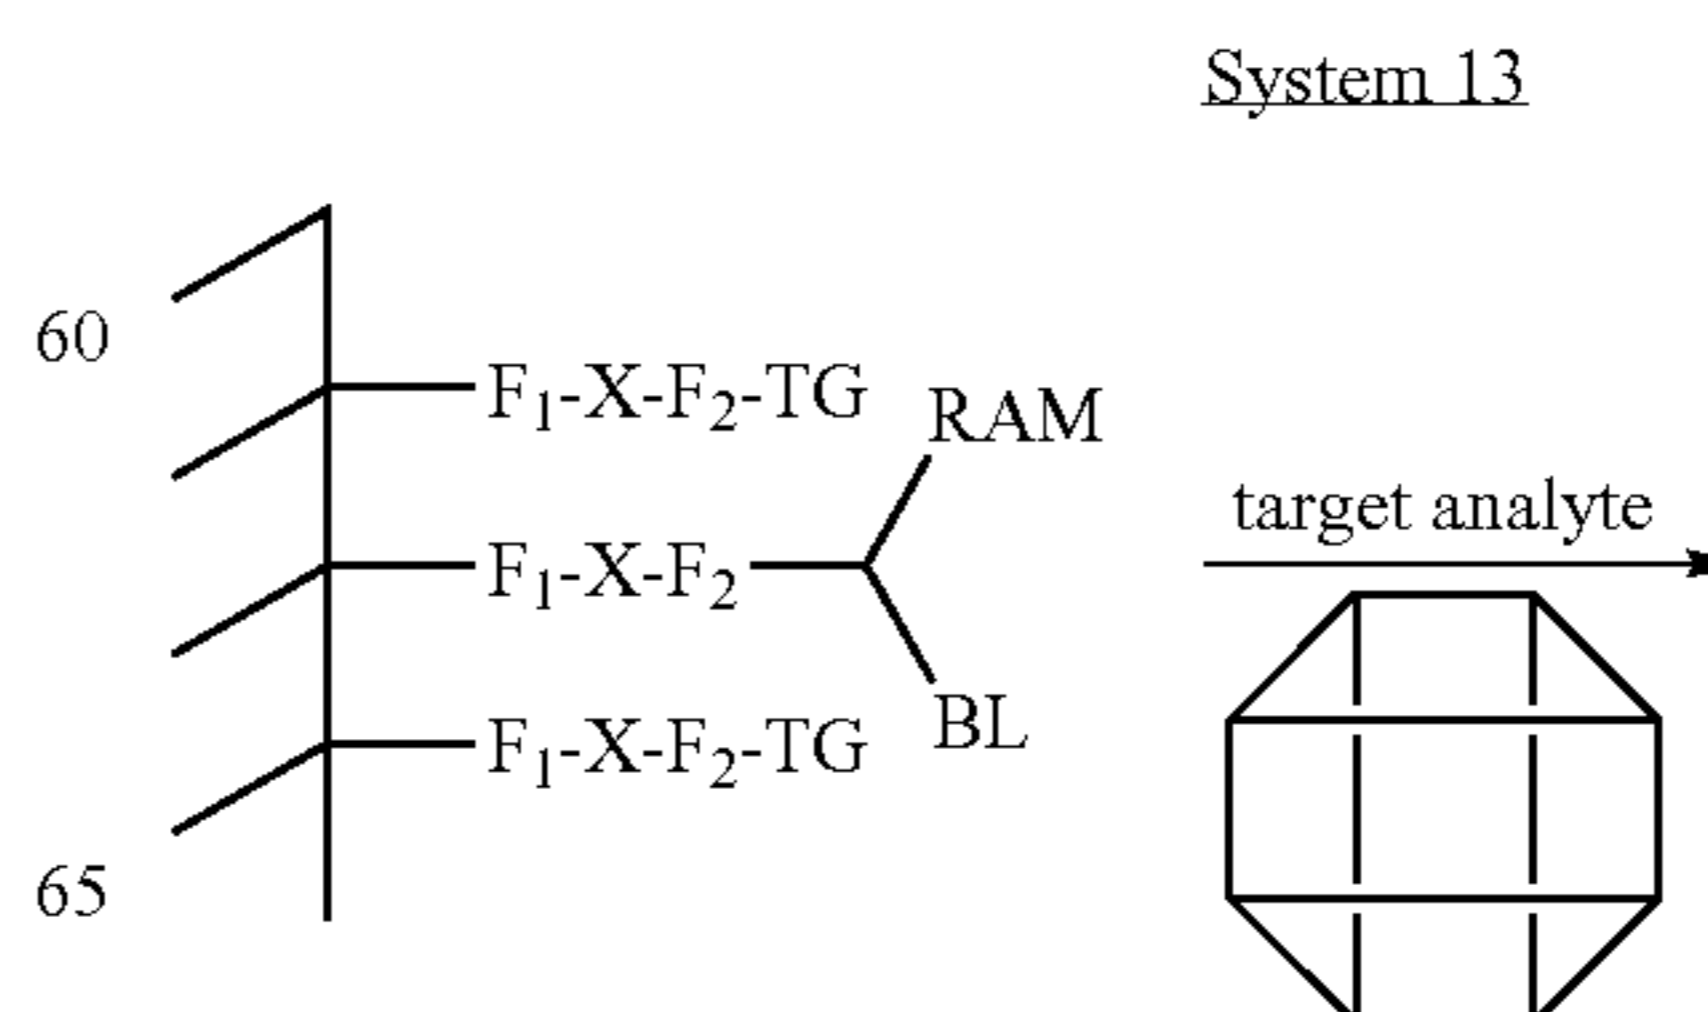 System 13
60
F₁-X-F₂-TG
RAM
target analyte
F₁-X-F₂
BL
F₁-X-F₂-TG
65